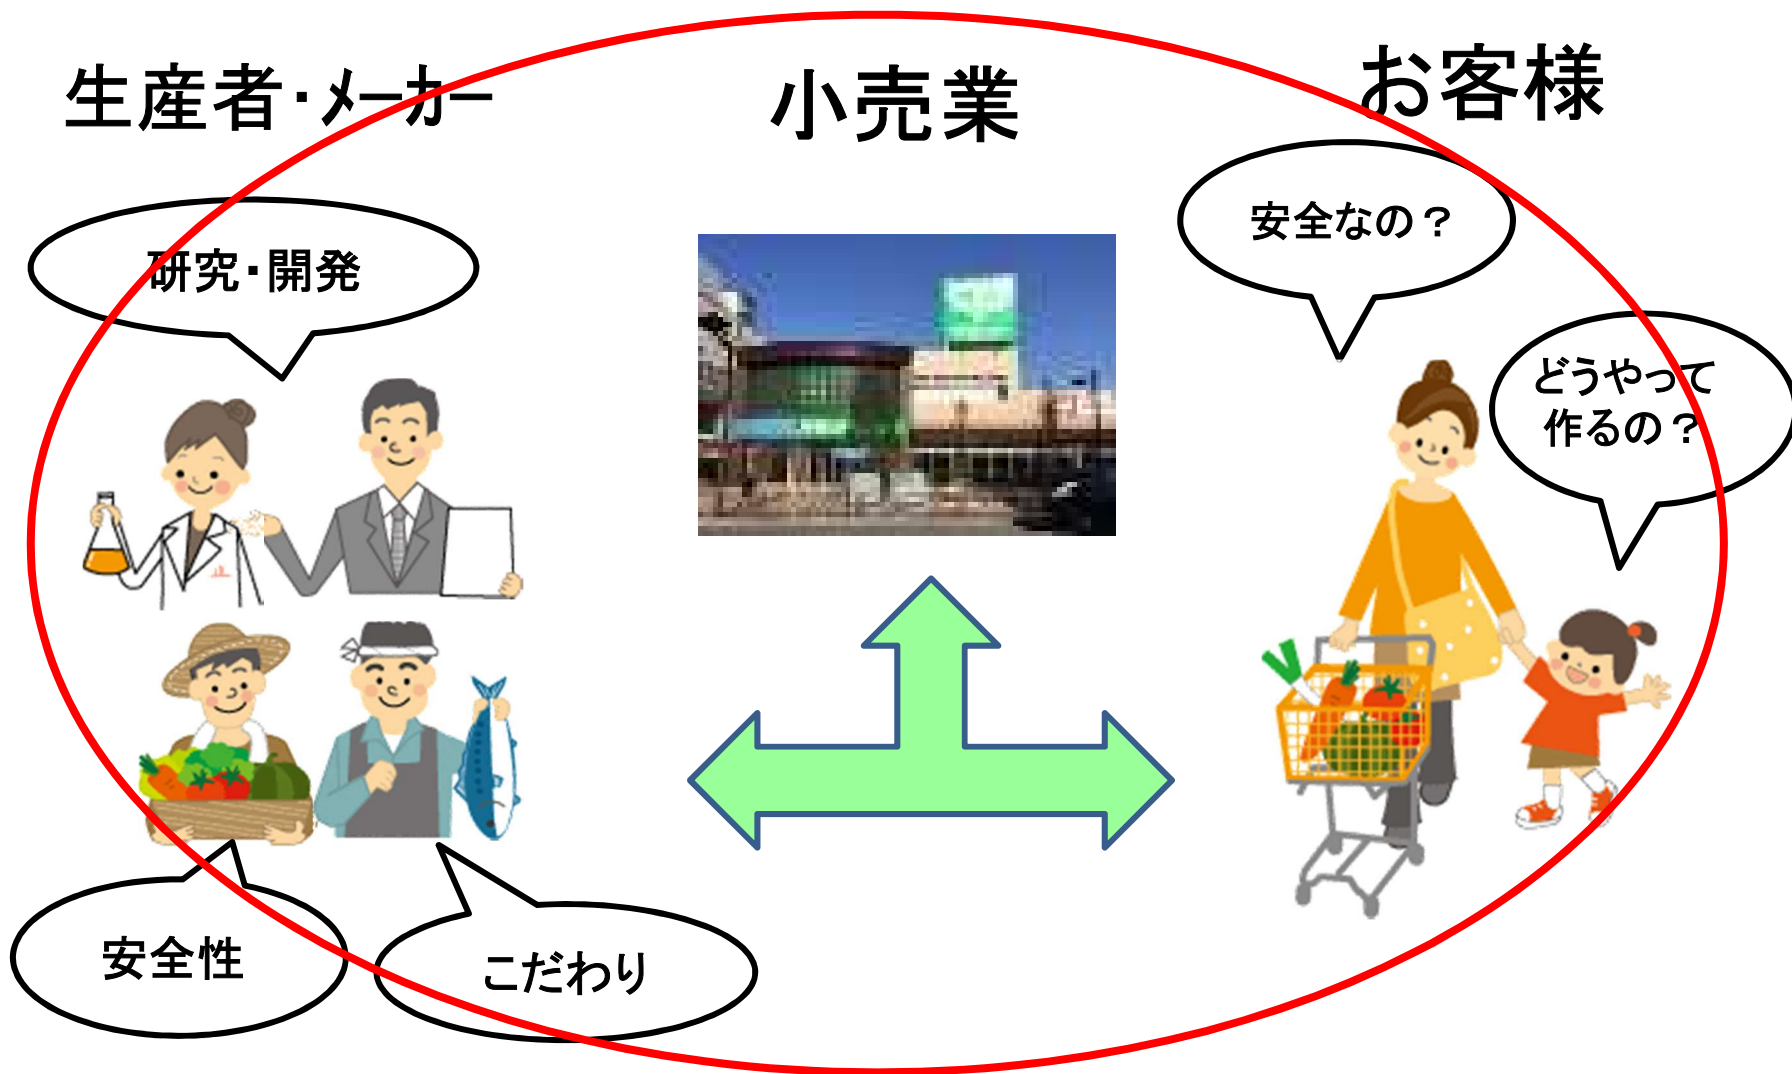 生産者・メーカー
小売業
お客様
研究・開発
安全なの？
どうやって
作るの？
安全性
こだわり